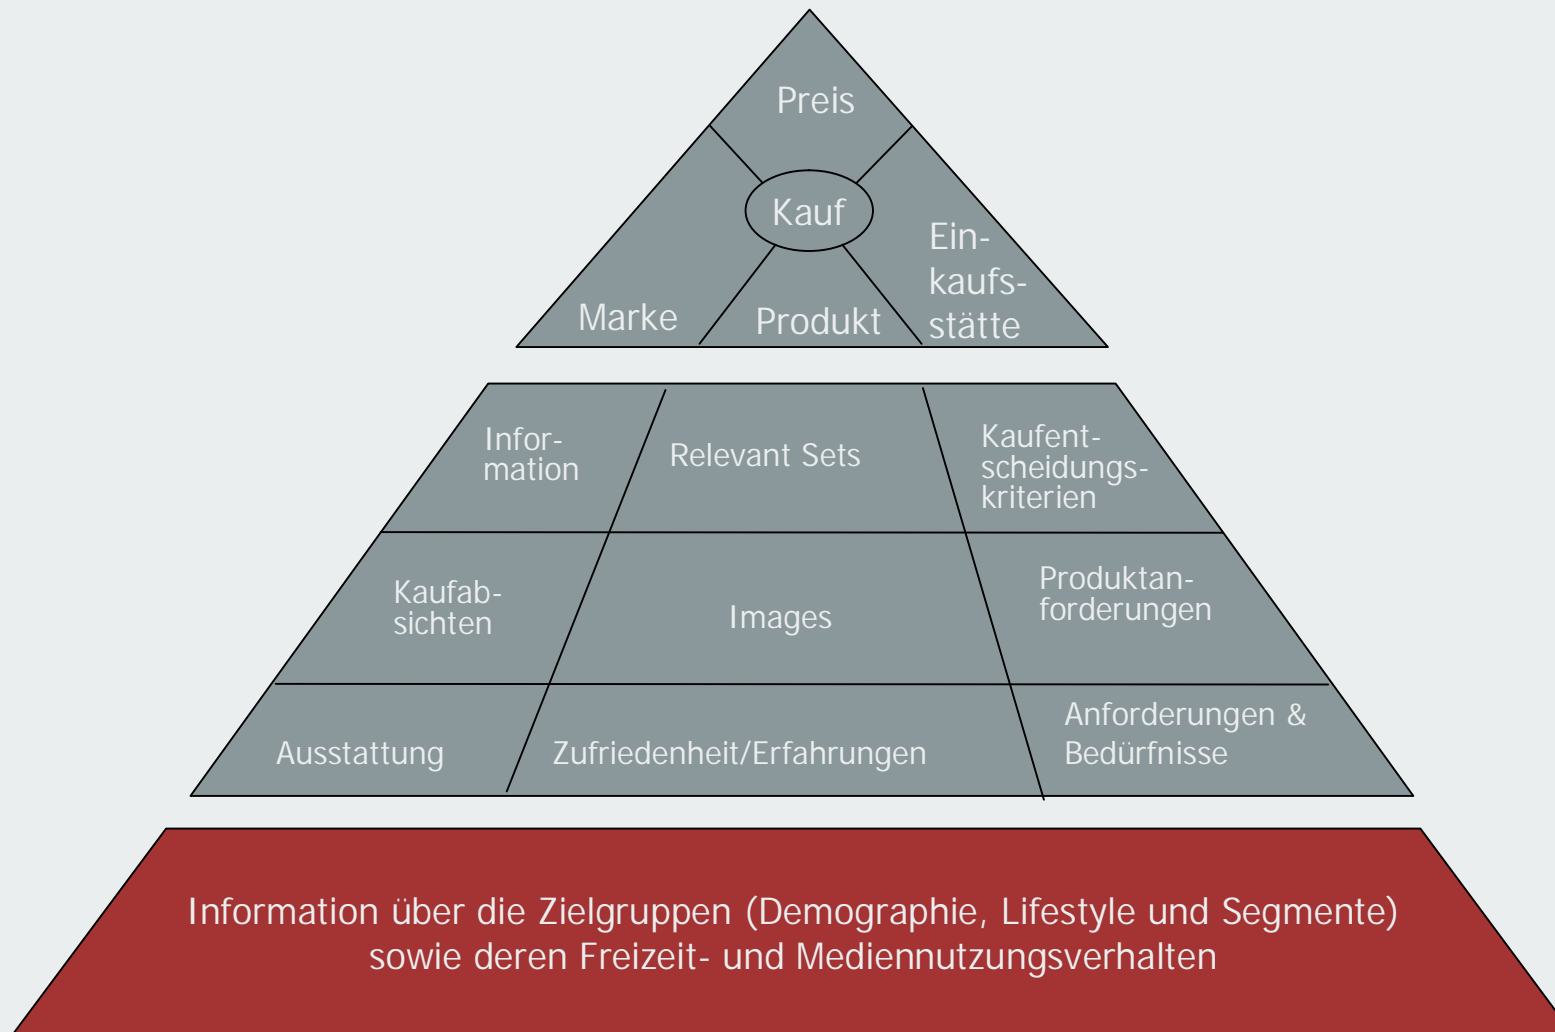 Preis
Kauf
Ein-
kaufs-
stätte
Marke
Produkt
Infor-
mation
Relevant Sets
Kaufent-
scheidungs-
kriterien
Kaufab-
sichten
Images
Produktan-
forderungen
Ausstattung
Zufriedenheit/Erfahrungen
Anforderungen &
Bedürfnisse
Information über die Zielgruppen (Demographie, Lifestyle und Segmente)
sowie deren Freizeit- und Mediennutzungsverhalten